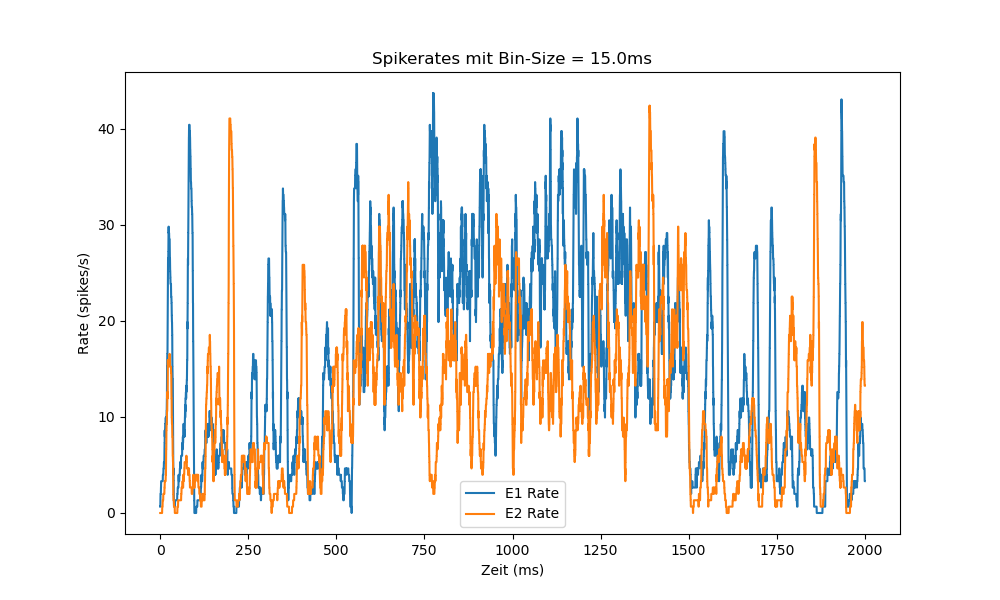 Spikerates mit Bin-Size = 15.0ms
Rate (spikes/s)
40
30
20
10
0
E1 Rate
E2 Rate
0 250 500 750 1000 1250 1500 1750 2000
Zeit (ms)